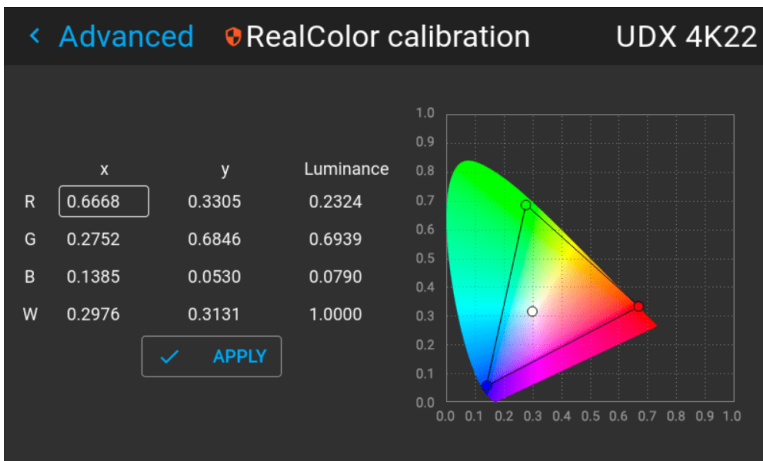 < Advanced RealColor calibration UDX 4K22
x y Luminance
R 0.6668 0.3305 0.2324
G 0.2752 0.6846 0.6939
B 0.1385 0.0530 0.0790
W 0.2976 0.3131 1.0000
APPLY
1.0
0.9
0.8
0.7
0.6
0.5
0.4
0.3
0.2
0.1
0.0
0.0 0.1 0.2 0.3 0.4 0.5 0.6 0.7 0.8 0.9 1.0